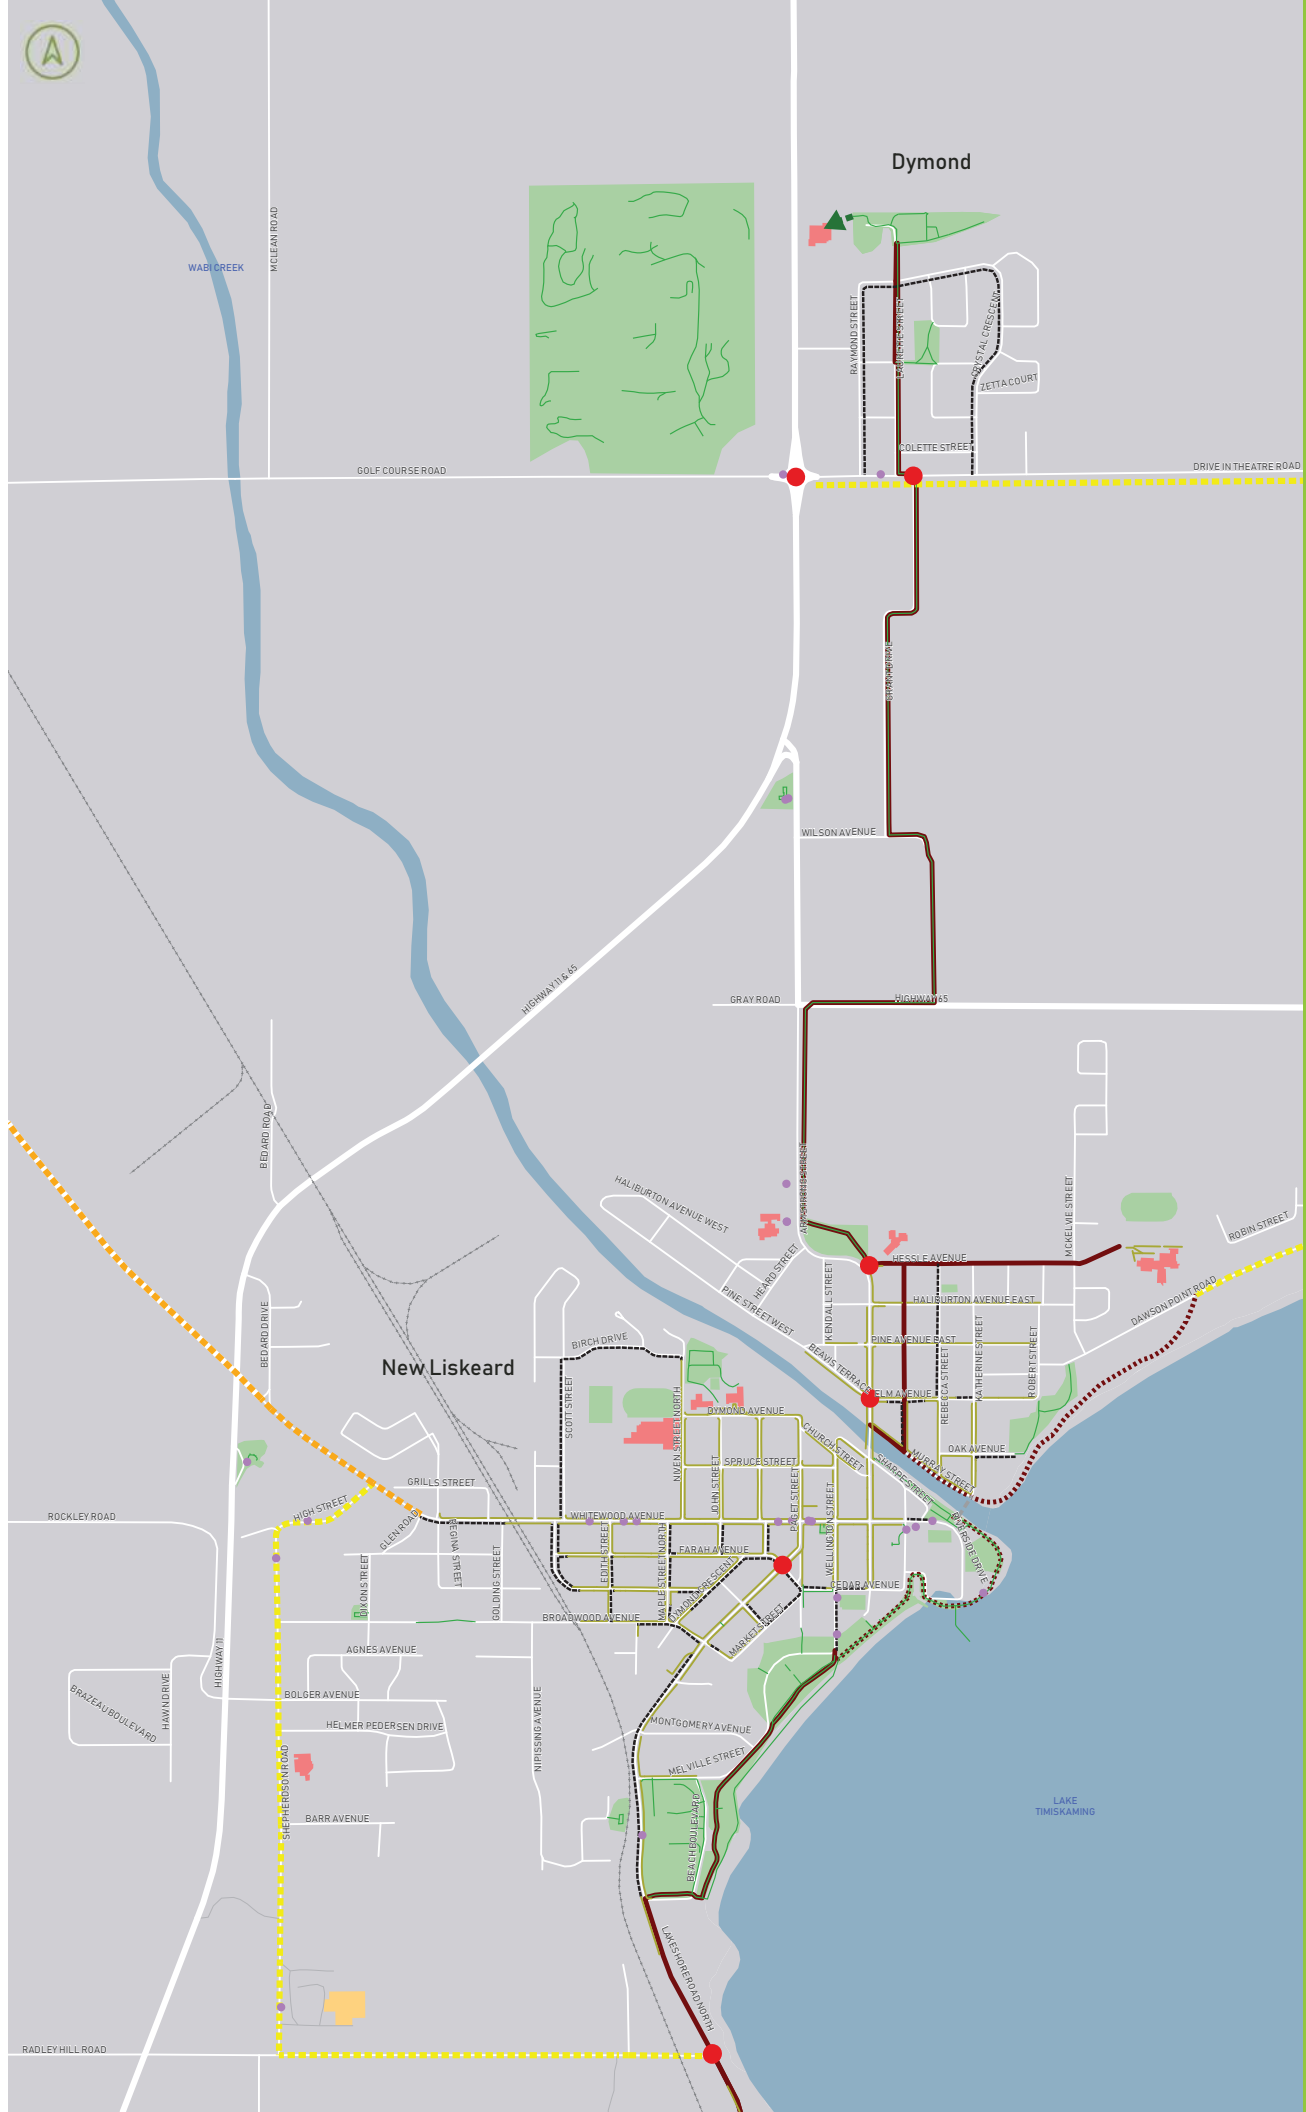 Dymond
MCLEAN ROAD
WABI CREEK
RAYMOND STREET
CRYSTAL CRESCENT
ZETTA COURT
COLETTE STREET
GOLF COURSE ROAD
DRIVE IN THEATRE ROAD
WILSON AVENUE
HIGHWAY 11 & 65
GRAY ROAD
HIGHWAY 65
BEDARD ROAD
HALIBURTON AVENUE WEST
MCKELVIE STREET
ROBIN STREET
HEARD STREET
HESSLE AVENUE
PINE STREET WEST
KENDALL STREET
HALIBURTON AVENUE EAST
DAWSON POINT ROAD
BEDARD DRIVE
BIRCH DRIVE
PINE AVENUE EAST
KATHERINE STREET
ROBERT STREET
New Liskeard
BEAVIS TERRACE
ELM AVENUE
REBECCA STREET
SCOTT STREET
NIVEN STREET NORTH
DYMOND AVENUE
CHURCH STREET
OAK AVENUE
MURRAY STREET
SPRUCE STREET
SHARPE STREET
JOHN STREET
PAGET STREET
WELLINGTON STREET
GRILLS STREET
HIGH STREET
ROCKLEY ROAD
WHITEWOOD AVENUE
GLEN ROAD
REGINA STREET
EDITH STREET
MAPLE STREET NORTH
FARAH AVENUE
RIVERSIDE DRIVE
DIXON STREET
GOLDING STREET
DYMOND CRESCENT
CEDAR AVENUE
BROADWOOD AVENUE
MARKET STREET
AGNES AVENUE
HIGHWAY 11
BOLGER AVENUE
BRAZEAU BOULEVARD
HAWN DRIVE
HELMER PEDERSEN DRIVE
NIPISSING AVENUE
MONTGOMERY AVENUE
MELVILLE STREET
SHEPHERDSON ROAD
BARR AVENUE
BEACH BOULEVARD
LAKE
TIMISKAMING
LAKESHORE ROAD NORTH
RADLEY HILL ROAD